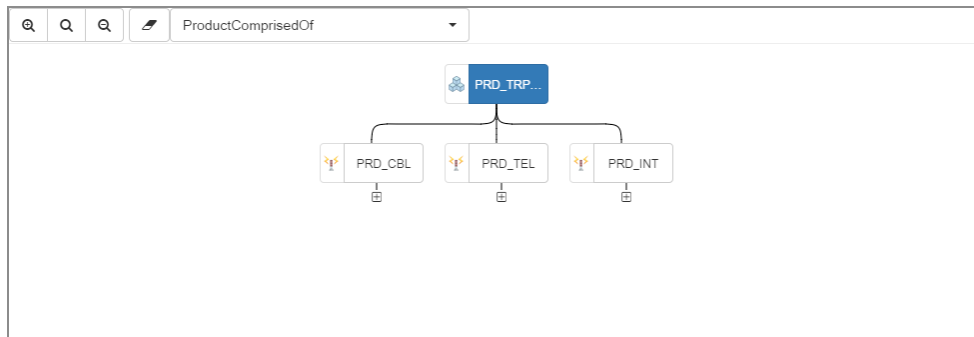 ProductComprisedOf
PRD_TRP...
PRD_CBL
PRD_TEL
PRD_INT